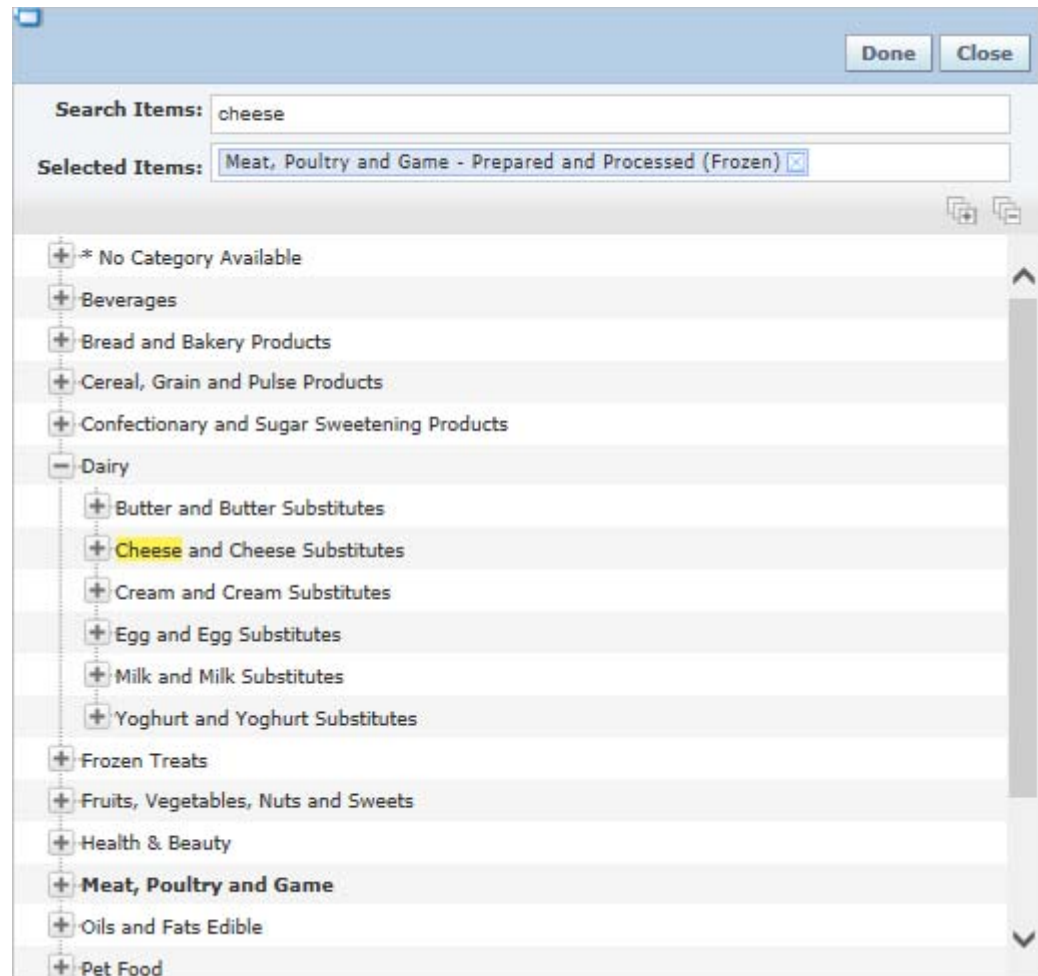 Done Close
Search Items: cheese
Selected Items: Meat, Poultry and Game - Prepared and Processed (Frozen)
* No Category Available
Beverages
Bread and Bakery Products
Cereal, Grain and Pulse Products
Confectionary and Sugar Sweetening Products
Dairy
Butter and Butter Substitutes
Cheese and Cheese Substitutes
Cream and Cream Substitutes
Egg and Egg Substitutes
Milk and Milk Substitutes
Yoghurt and Yoghurt Substitutes
Frozen Treats
Fruits, Vegetables, Nuts and Sweets
Health & Beauty
Meat, Poultry and Game
Oils and Fats Edible
Pet Food